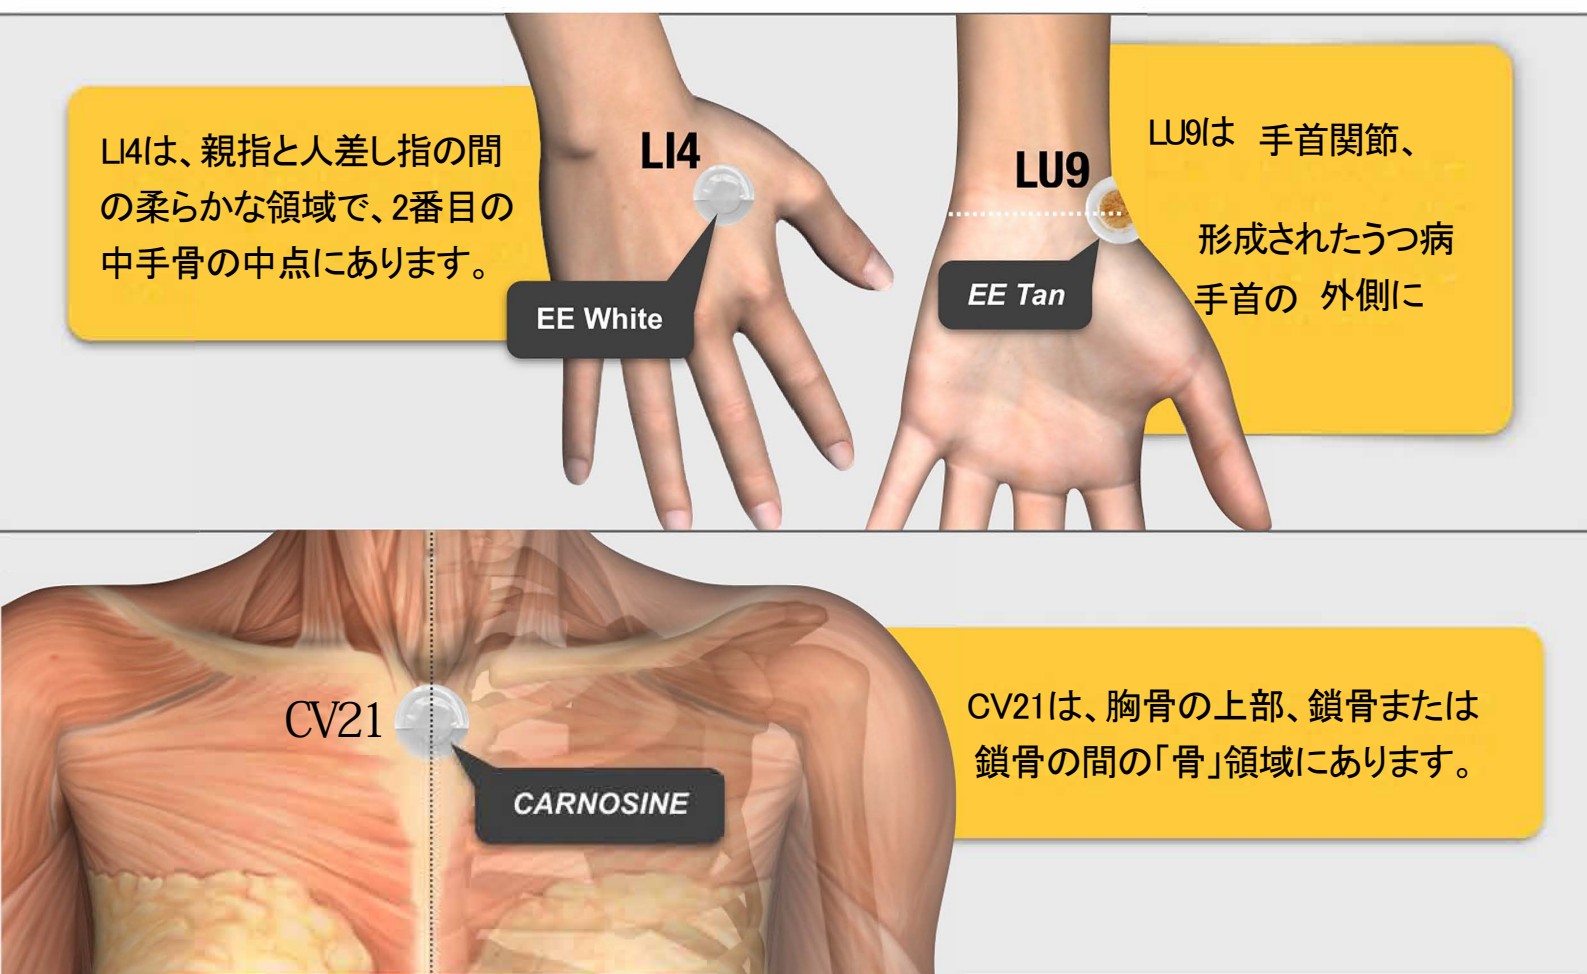 LI4は、親指と人差し指の間
の柔らかな領域で、2番目の
中手骨の中点にあります。
LI4
EE White
LU9
EE Tan
LU9は 手首関節、
形成されたうつ病
手首の 外側に
CV21
CARNOSINE
CV21は、胸骨の上部、鎖骨または
鎖骨の間の「骨」領域にあります。